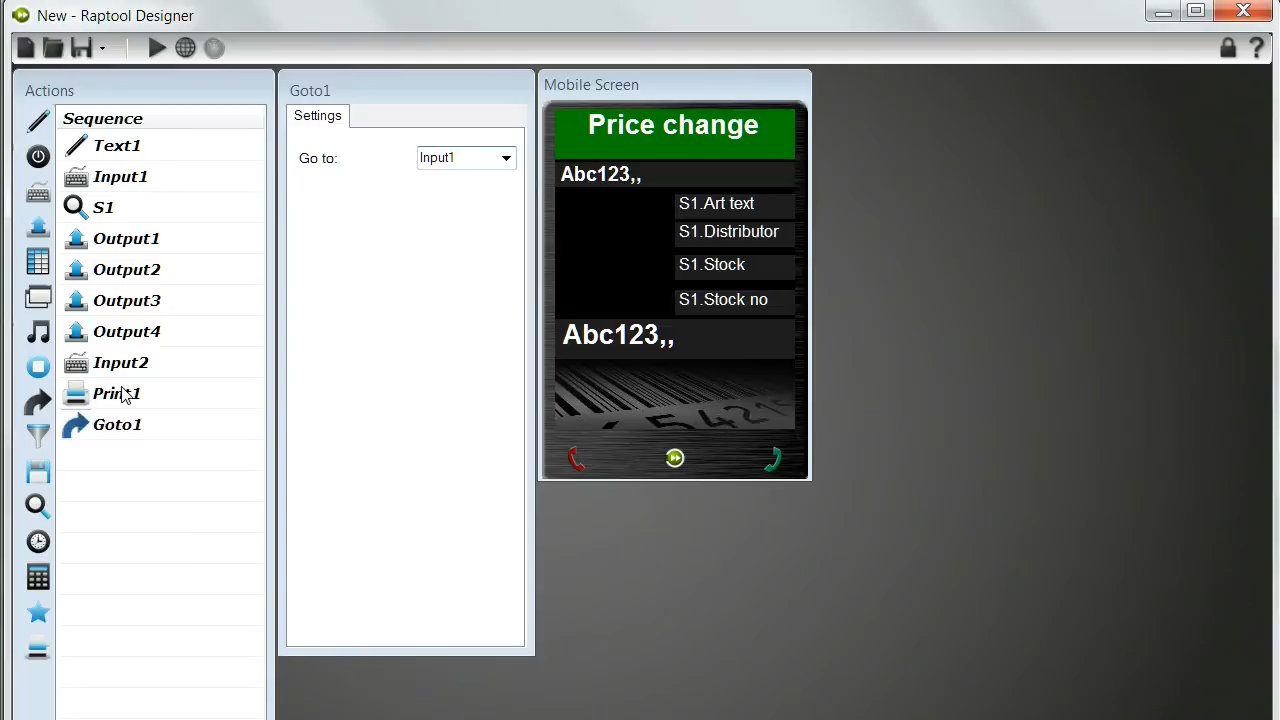 New - Raptool Designer
Actions
Sequence
Text1
Input1
S1
Output1
Output2
Output3
Output4
Input2
Print1
Goto1
Goto1
Settings
Go to:
Input1
Mobile Screen
Price change
Abc123,,
S1.Art text
S1.Distributor
S1.Stock
S1.Stock no
Abc123,,